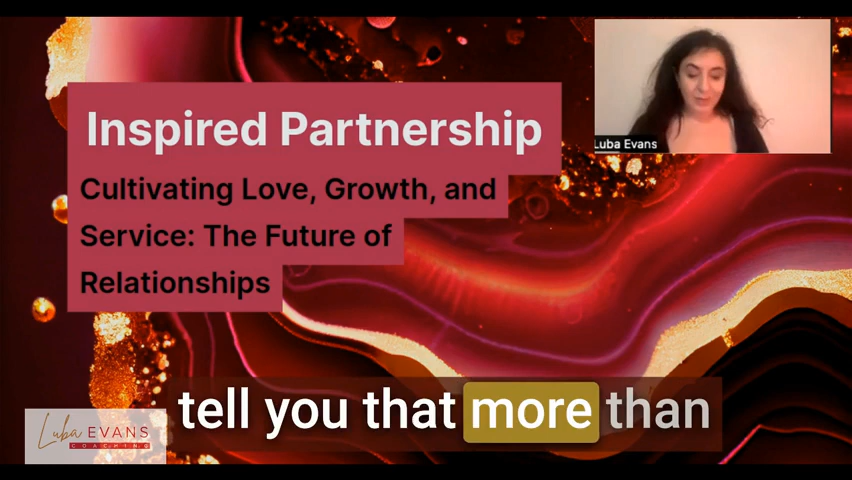 Inspired Partnership
Cultivating Love, Growth, and
Service: The Future of
Relationships
Luba Evans
tell you that more than
Luba EVANS
COACHING